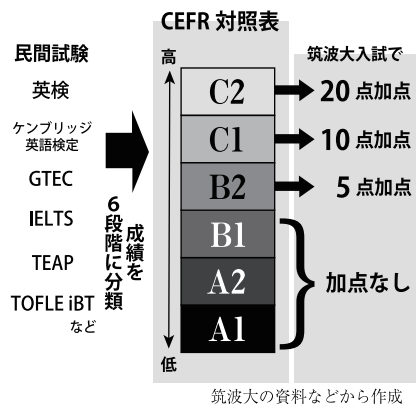 CEFR 対照表
民間試験
英検
ケンブリッジ
英語検定
GTEC
IELTS
TEAP
TOFLE iBT
など
成績を
6段階に分類
高
C2
C1
B2
B1
A2
A1
低
筑波大入試で
20 点加点
10 点加点
5 点加点
加点なし
筑波大の資料などから作成